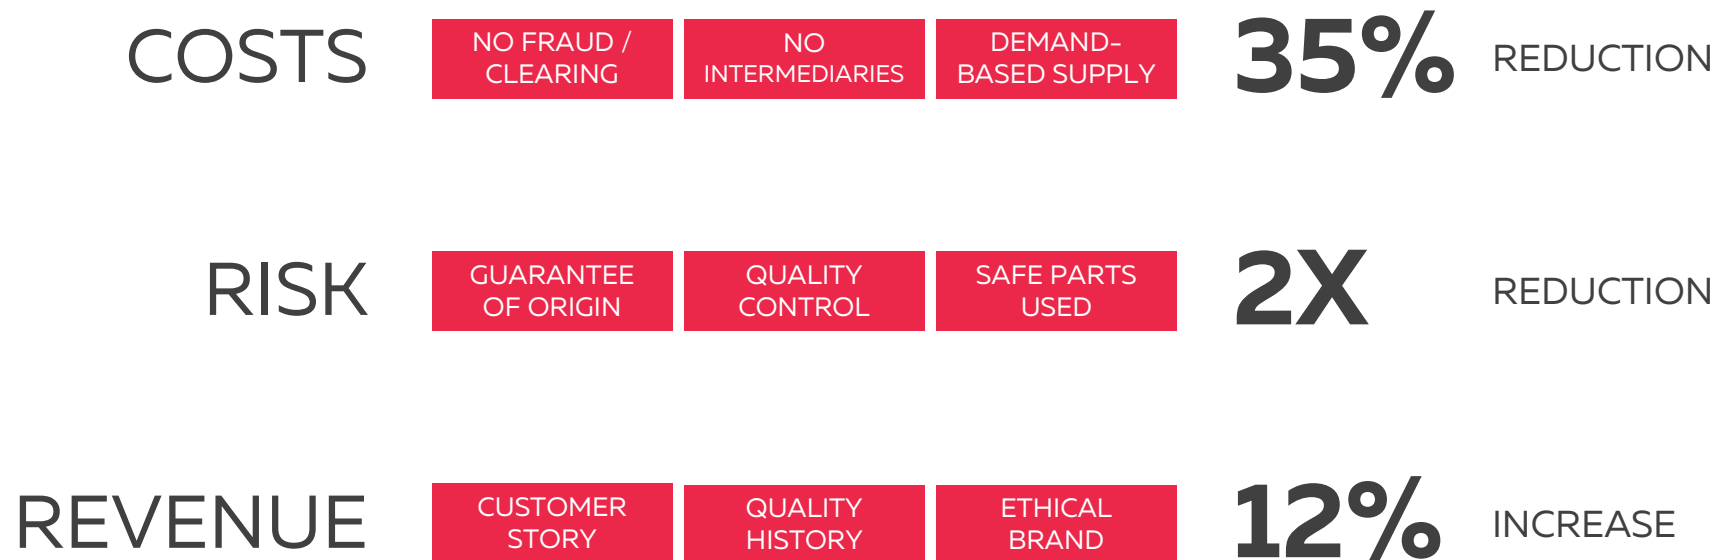 COSTS
NO FRAUD /
CLEARING
NO
INTERMEDIARIES
DEMAND-
BASED SUPPLY
35%
REDUCTION
RISK
GUARANTEE
OF ORIGIN
QUALITY
CONTROL
SAFE PARTS
USED
2X
REDUCTION
REVENUE
CUSTOMER
STORY
QUALITY
HISTORY
ETHICAL
BRAND
12%
INCREASE